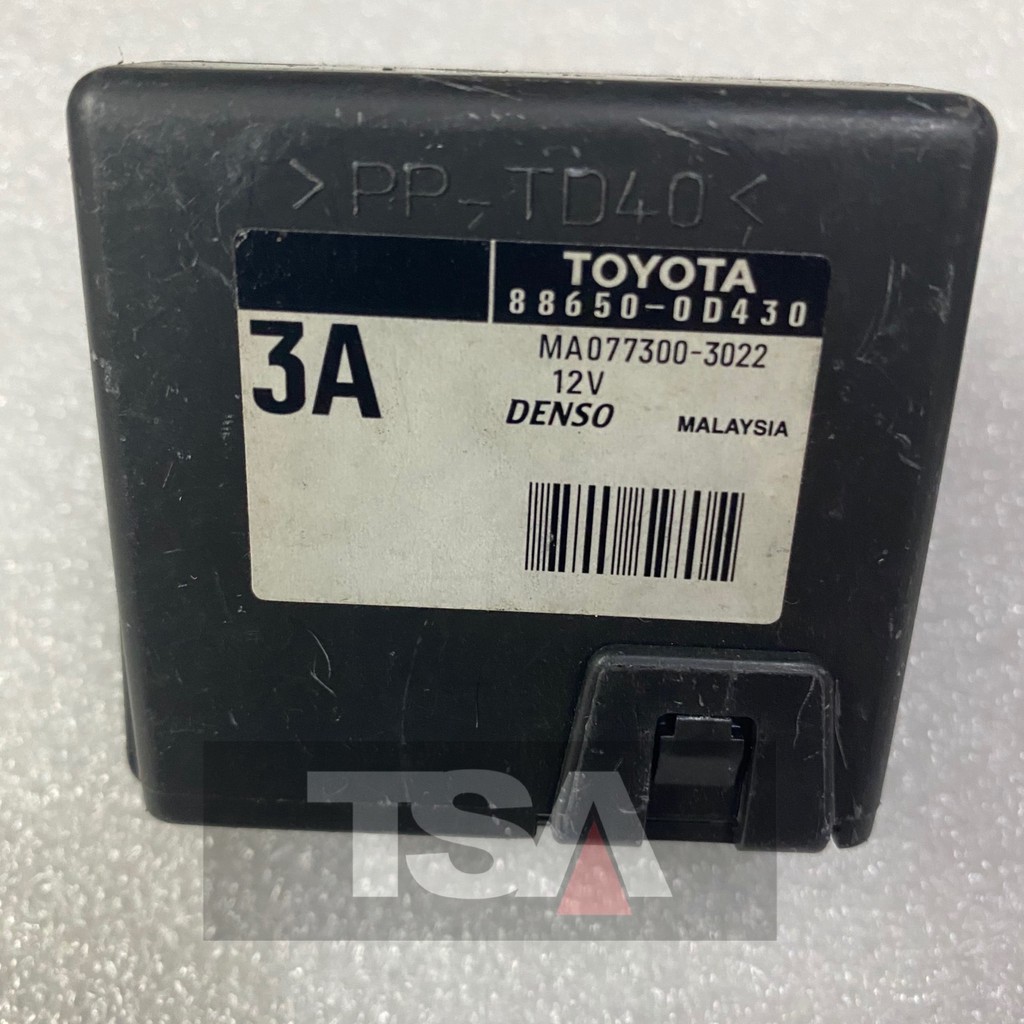 >PP-TD40<
TOYOTA
88650-0D430
3A
MA077300-3022
12V
DENSO MALAYSIA
TSA